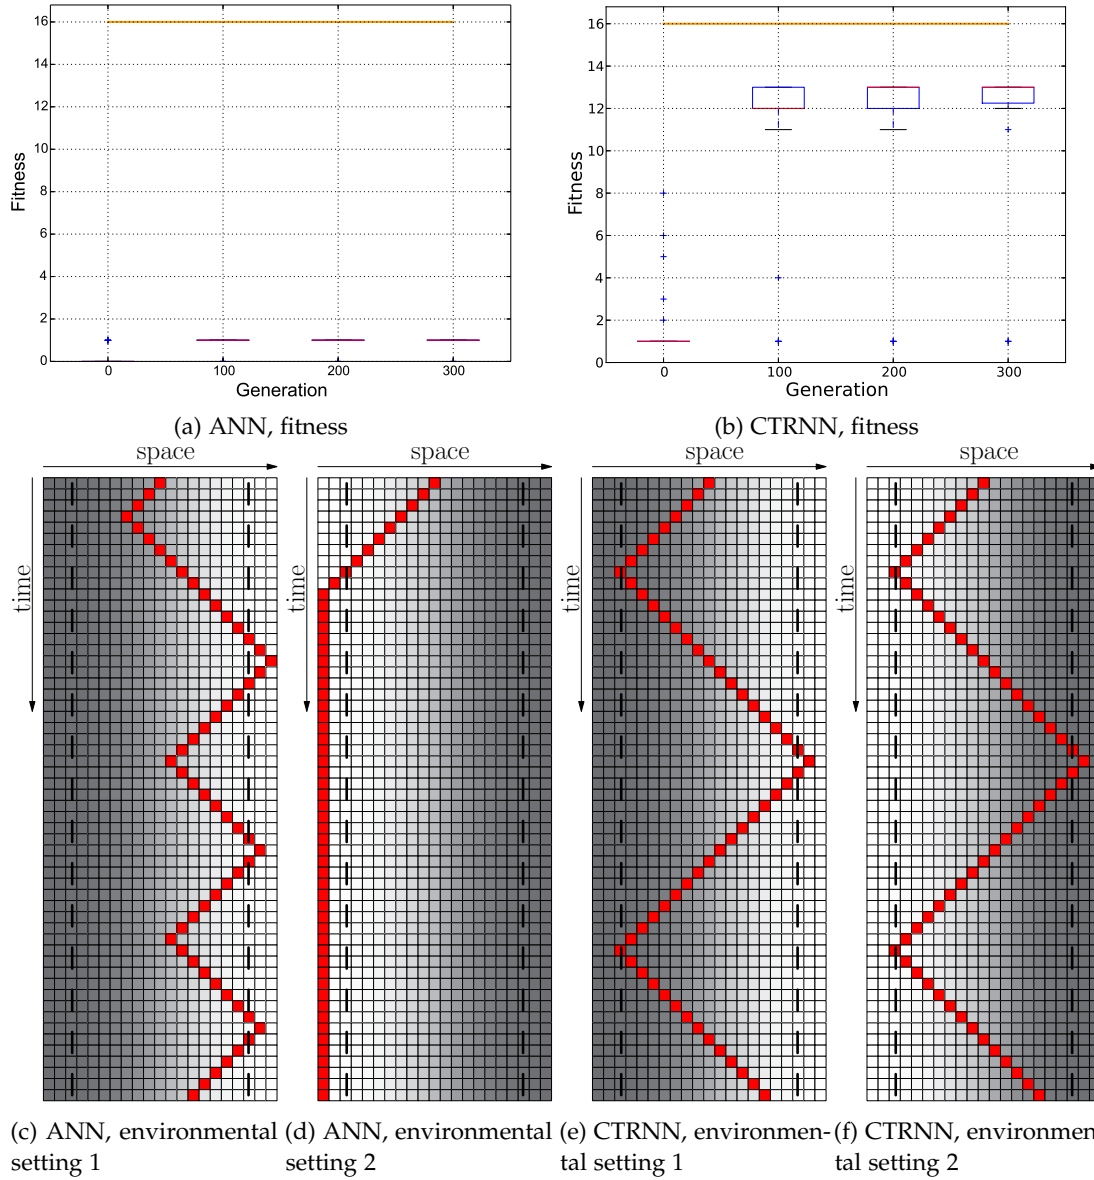 16
14
12
10
8
6
4
2
0
Fitness
0 100 200 300
Generation
(a) ANN, fitness
16
14
12
10
8
6
4
2
0
Fitness
0 100 200 300
Generation
(b) CTRNN, fitness
space
time
(c) ANN, environmental
setting 1
space
time
(d) ANN, environmental
setting 2
space
time
(e) CTRNN, environmen-
tal setting 1
space
time
(f) CTRNN, environmen
tal setting 2